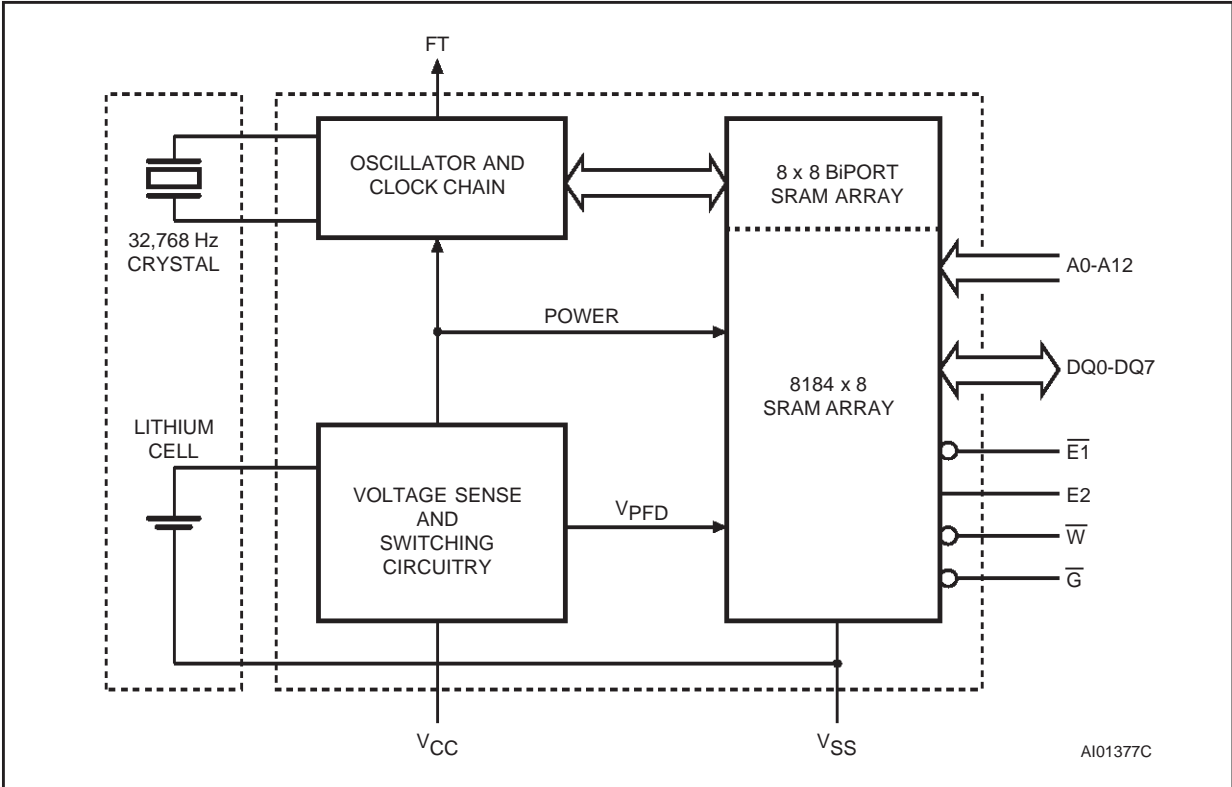 FT
OSCILLATOR AND
CLOCK CHAIN
8 x 8 BiPORT
SRAM ARRAY
32,768 Hz
CRYSTAL
A0-A12
POWER
DQ0-DQ7
8184 x 8
SRAM ARRAY
LITHIUM
CELL
E1
E2
VOLTAGE SENSE
AND
SWITCHING
CIRCUITRY
VPFD
W
G
VCC
VSS
AI01377C